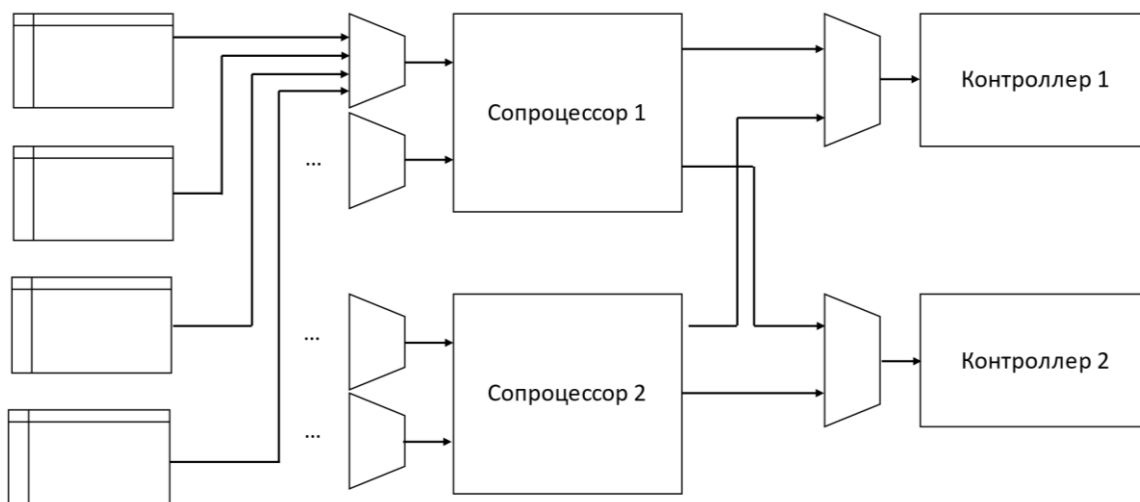 Сопроцессор 1
Контроллер 1
...
...
Сопроцессор 2
Контроллер 2
...